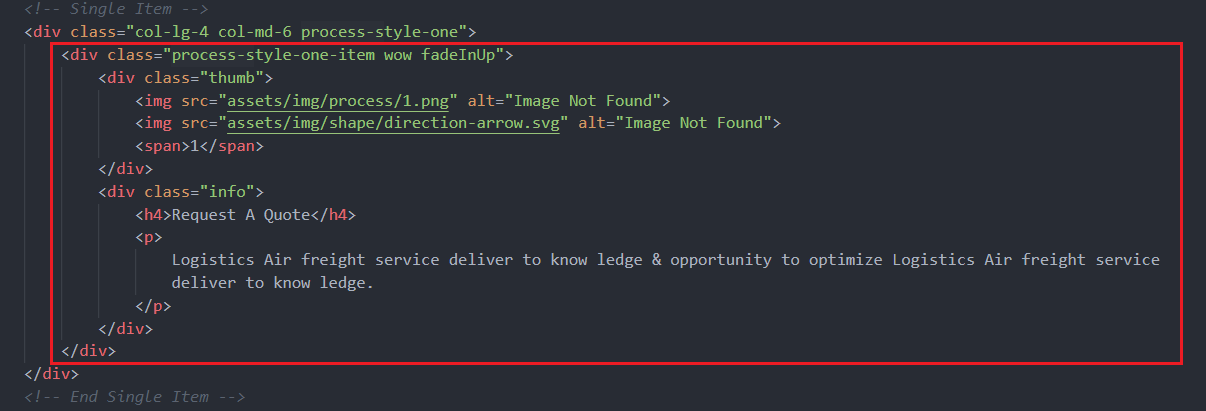 <!-- Single Item -->
<div class="col-lg-4 col-md-6 process-style-one">
<div class="process-style-one-item wow fadeInUp">
<div class="thumb">
<img src="assets/img/process/1.png" alt="Image Not Found">
<img src="assets/img/shape/direction-arrow.svg" alt="Image Not Found">
<span>1</span>
</div>
<div class="info">
<h4>Request A Quote</h4>
<p>
Logistics Air freight service deliver to know ledge & opportunity to optimize Logistics Air freight service
deliver to know ledge.
</p>
</div>
</div>
</div>
<!-- End Single Item -->